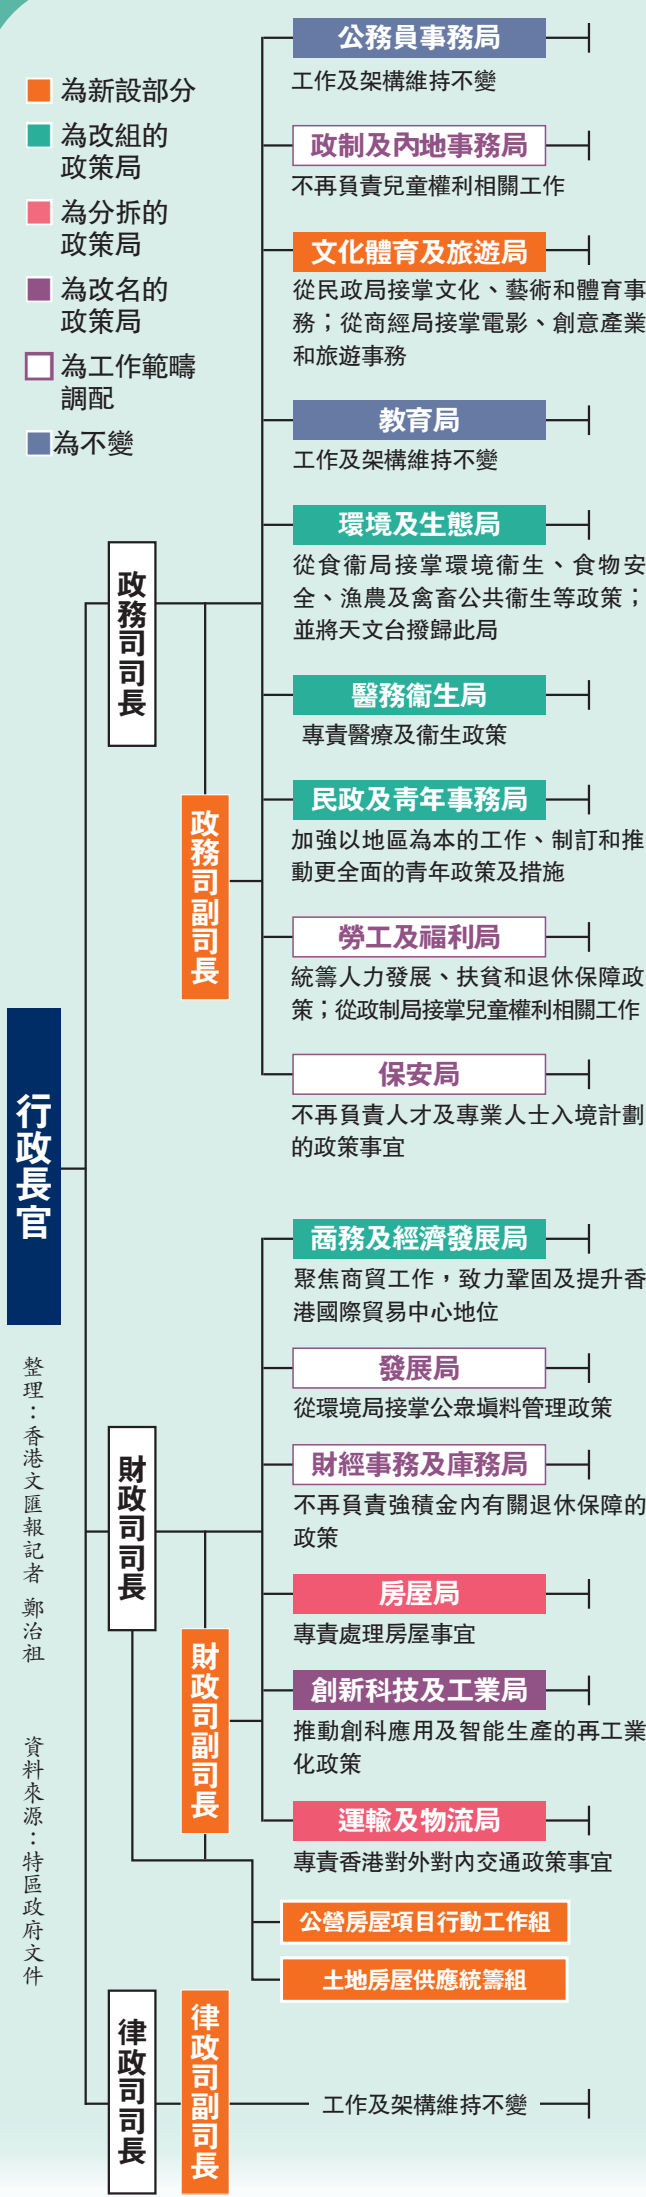 為新設部分
為改組的
政策局
為分拆的
政策局
為改名的
政策局
為工作範疇
調配
為不變
行政長官
政務司司長
政務司副司長
公務員事務局
工作及架構維持不變
政制及內地事務局
不再負責兒童權利相關工作
文化體育及旅遊局
從民政局接掌文化、藝術和體育事
務；從商經局接掌電影、創意產業
和旅遊事務
教育局
工作及架構維持不變
環境及生態局
從食衞局接掌環境衞生、食物安
全、漁農及禽畜公共衞生等政策；
並將天文台撥歸此局
醫務衞生局
專責醫療及衞生政策
民政及青年事務局
加強以地區為本的工作、制訂和推
動更全面的青年政策及措施
勞工及福利局
統籌人力發展、扶貧和退休保障政
策；從政制局接掌兒童權利相關工作
保安局
不再負責人才及專業人士入境計劃
的政策事宜
財政司司長
財政司副司長
商務及經濟發展局
聚焦商貿工作，致力鞏固及提升香
港國際貿易中心地位
發展局
從環境局接掌公眾填料管理政策
財經事務及庫務局
不再負責強積金內有關退休保障的
政策
房屋局
專責處理房屋事宜
創新科技及工業局
推動創科應用及智能生產的再工業
化政策
運輸及物流局
專責香港對外對內交通政策事宜
公營房屋項目行動工作組
土地房屋供應統籌組
律政司司長
律政司副司長
工作及架構維持不變
整理：香港文匯報記者 鄭治祖
資料來源：特區政府文件